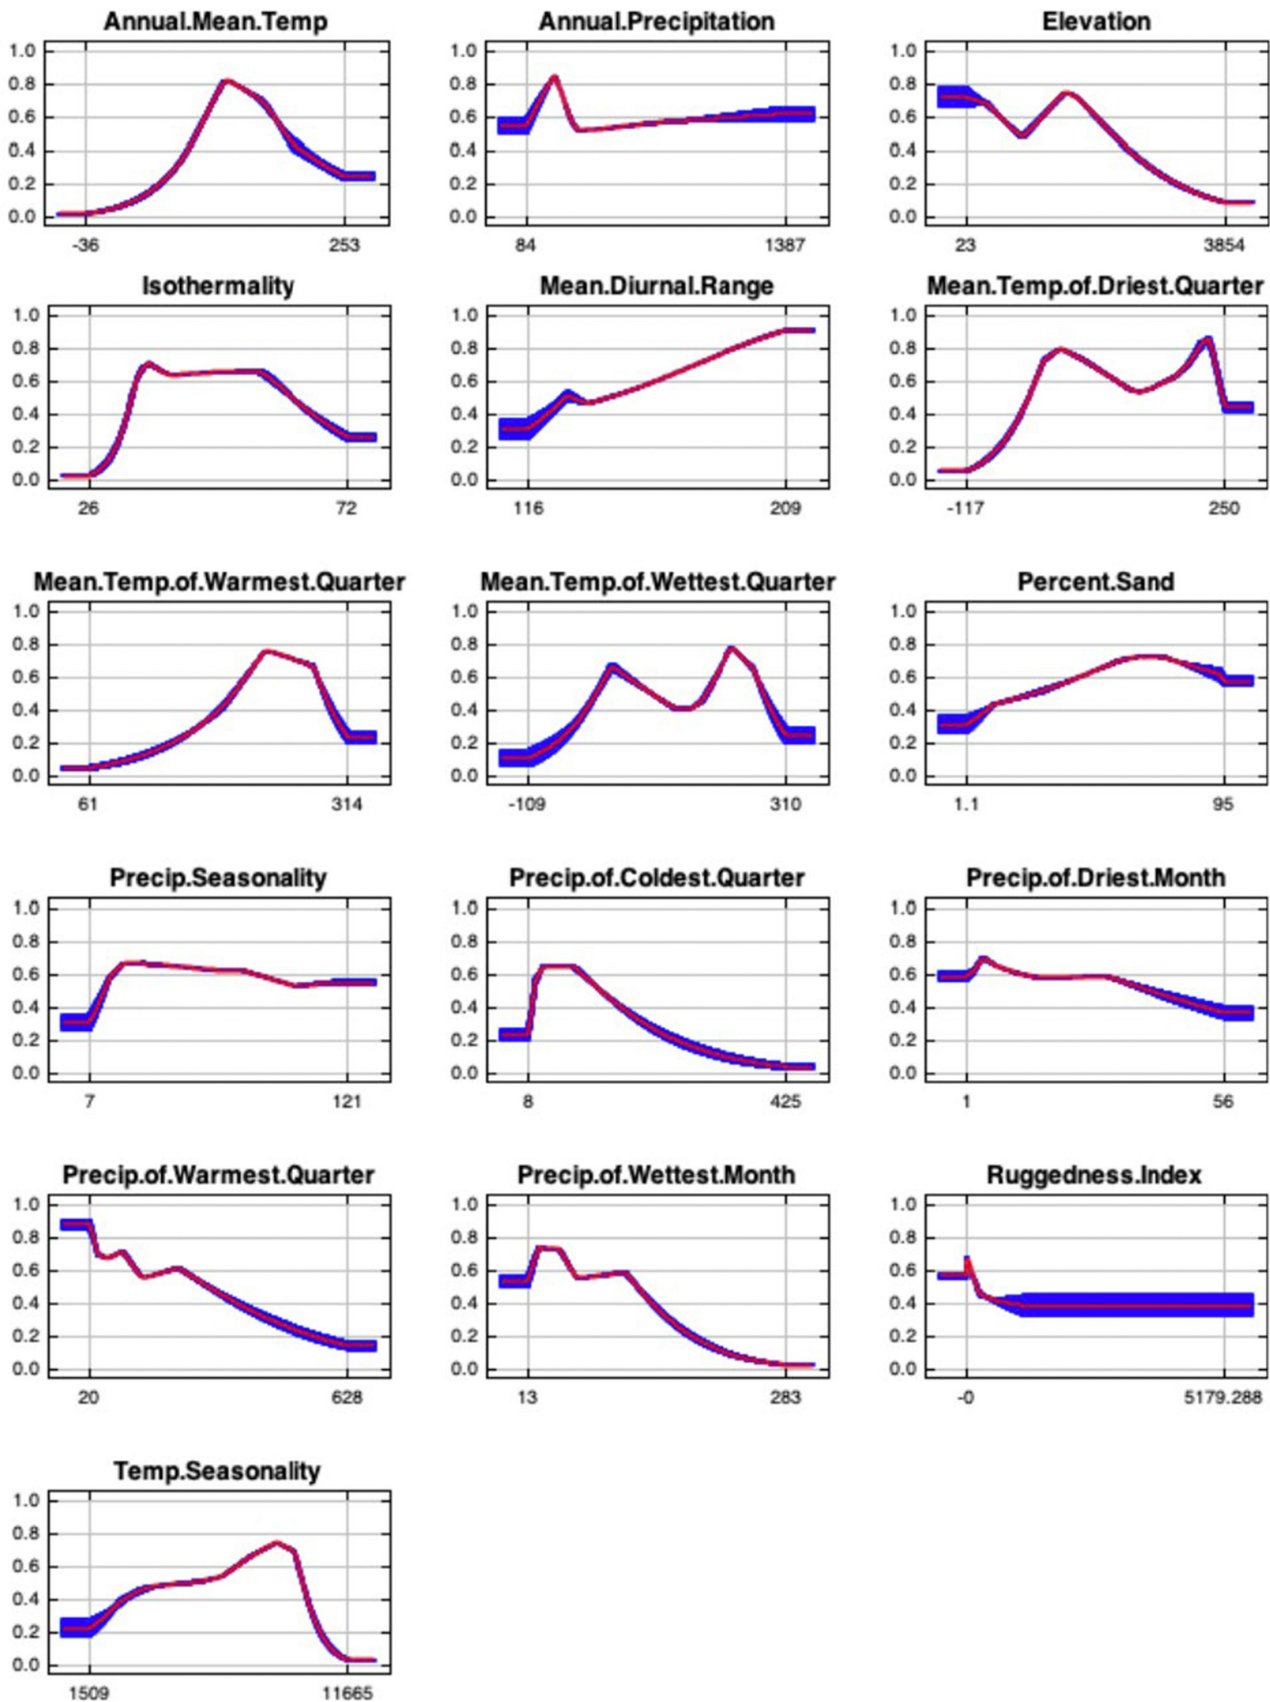 Annual.Mean.Temp Annual.Precipitation Elevation
1.0 1.0 1.0
0.8 0.8 0.8
0.6 0.6 0.6
0.4 0.4 0.4
0.2 0.2 0.2
0.0 0.0 0.0
-36 253 84 1387 23 3854
Isothermality Mean.Diurnal.Range Mean.Temp.of.Driest.Quarter
1.0 1.0 1.0
0.8 0.8 0.8
0.6 0.6 0.6
0.4 0.4 0.4
0.2 0.2 0.2
0.0 0.0 0.0
26 72 116 209 -117 250
Mean.Temp.of.Warmest.Quarter Mean.Temp.of.Wettest.Quarter Percent.Sand
1.0 1.0 1.0
0.8 0.8 0.8
0.6 0.6 0.6
0.4 0.4 0.4
0.2 0.2 0.2
0.0 0.0 0.0
61 314 -109 310 1.1 95
Precip.Seasonality Precip.of.Coldest.Quarter Precip.of.Driest.Month
1.0 1.0 1.0
0.8 0.8 0.8
0.6 0.6 0.6
0.4 0.4 0.4
0.2 0.2 0.2
0.0 0.0 0.0
7 121 8 425 1 56
Precip.of.Warmest.Quarter Precip.of.Wettest.Month Ruggedness.Index
1.0 1.0 1.0
0.8 0.8 0.8
0.6 0.6 0.6
0.4 0.4 0.4
0.2 0.2 0.2
0.0 0.0 0.0
20 628 13 283 -0 5179.288
Temp.Seasonality
1.0
0.8
0.6
0.4
0.2
0.0
1509 11665